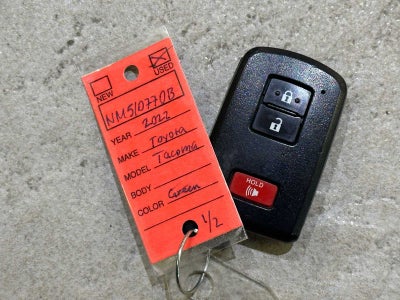 NEW
USED
NM510770B
YEAR 2022
MAKE Toyota
MODEL Tacoma
BODY
COLOR Green
1/2
HOLD